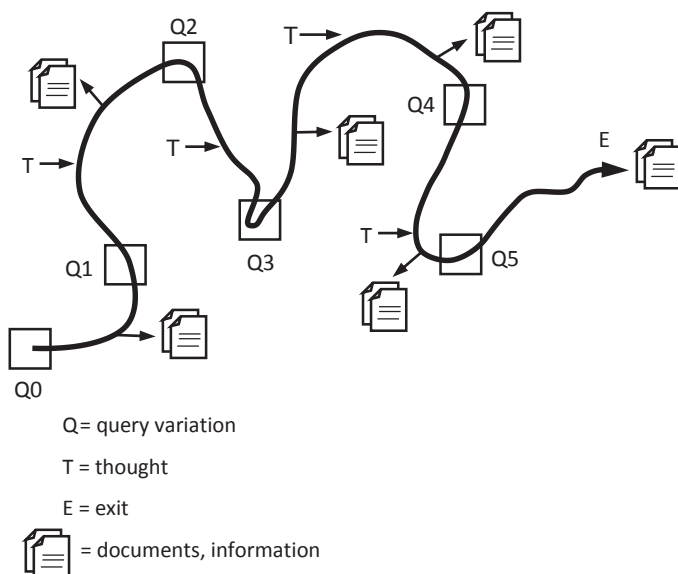 Q2
T
Q4
T
T
E
Q3
T
Q1
Q5
Q0
Q= query variation
T = thought
E = exit
= documents, information